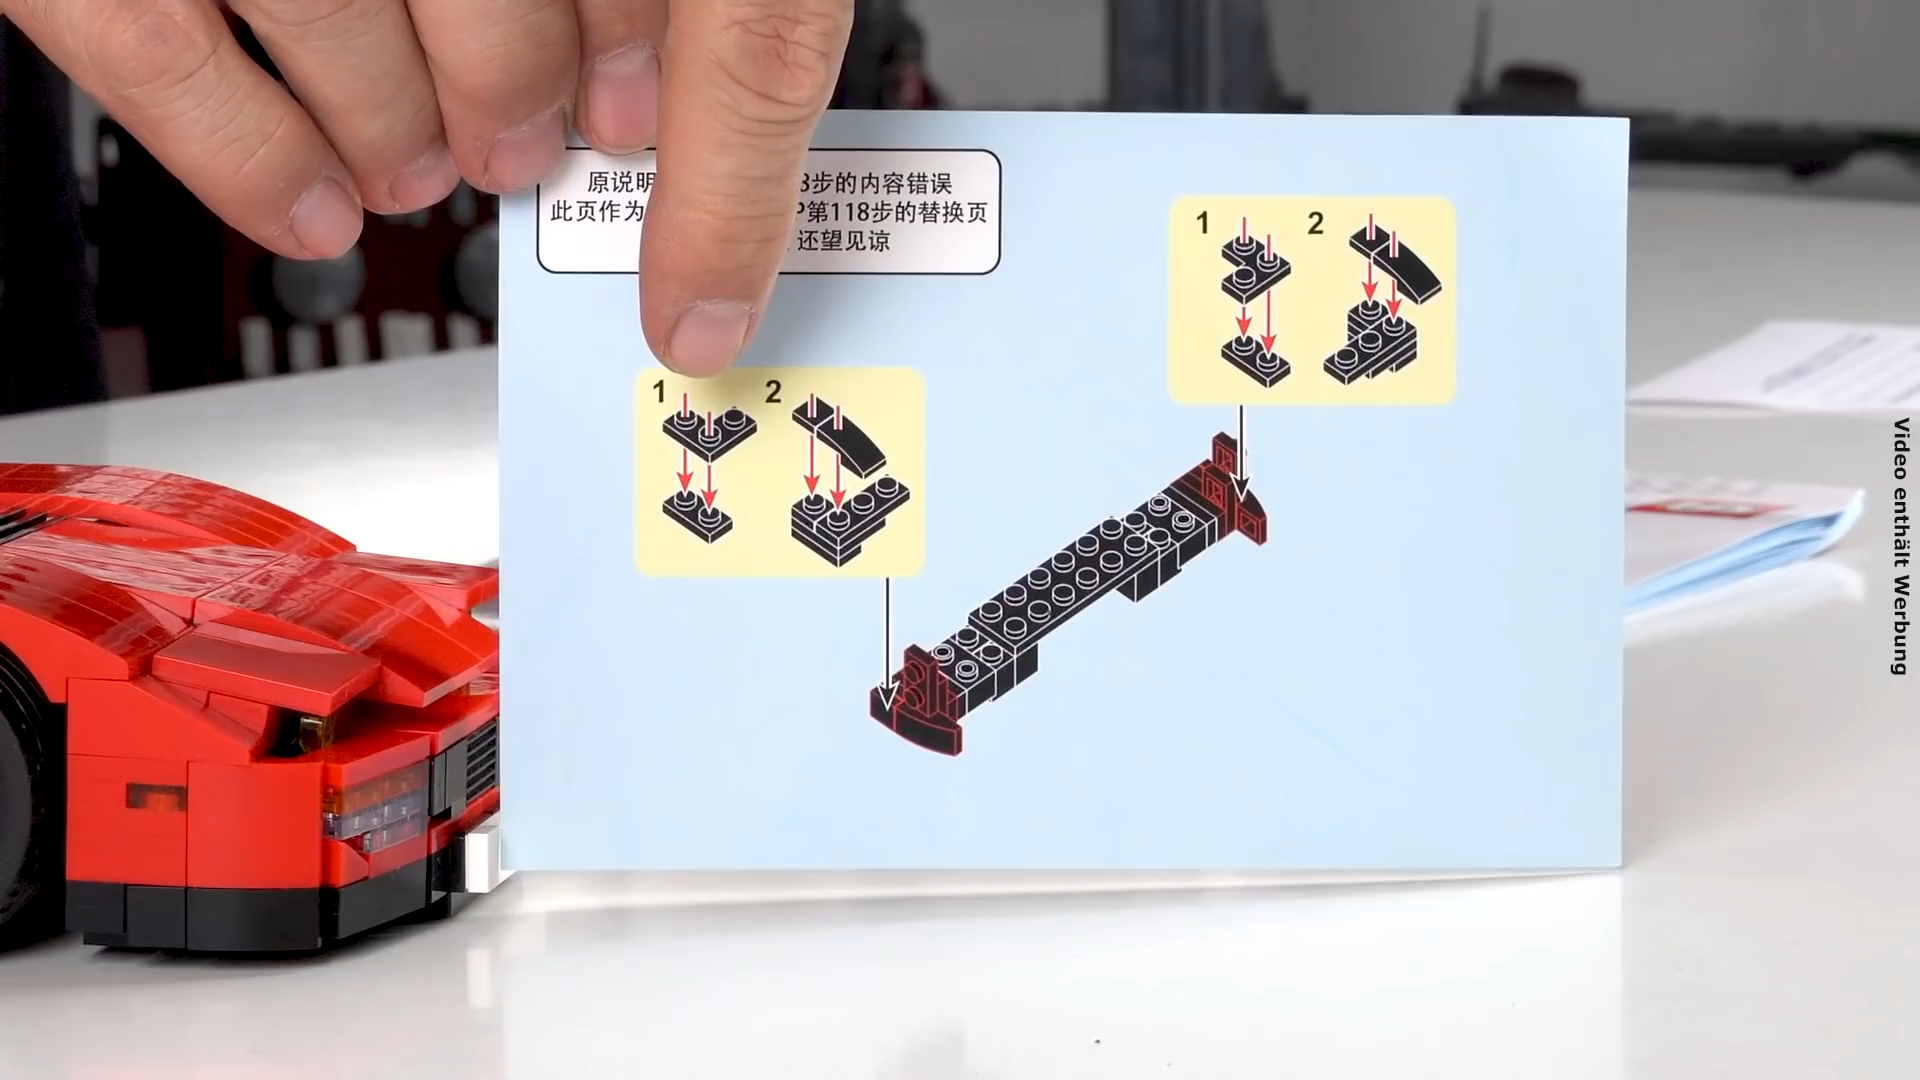 原说明 8步的内容错误
此页作为 P第118步的替换页
还望见谅
1 2
1 2
Video enthält Werbung